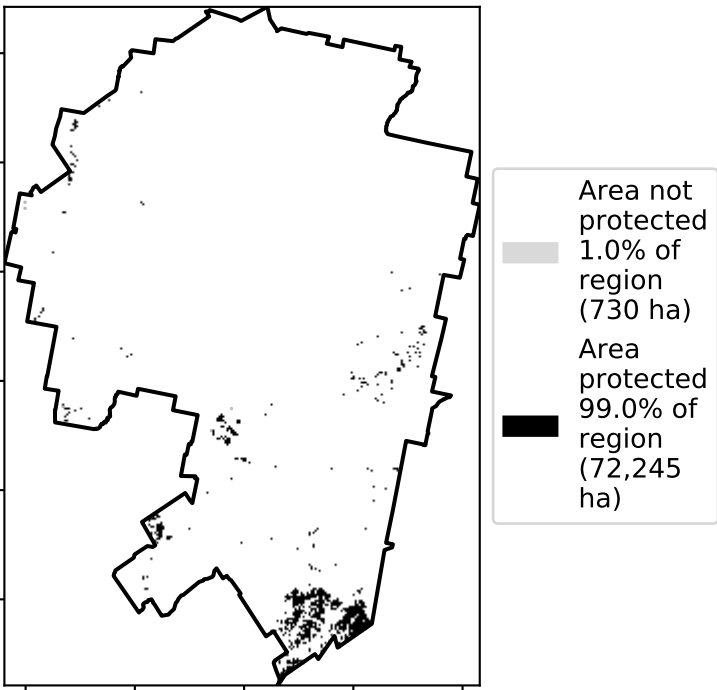 Area not
protected
1.0% of
region
(730 ha)
Area
protected
99.0% of
region
(72,245
ha)